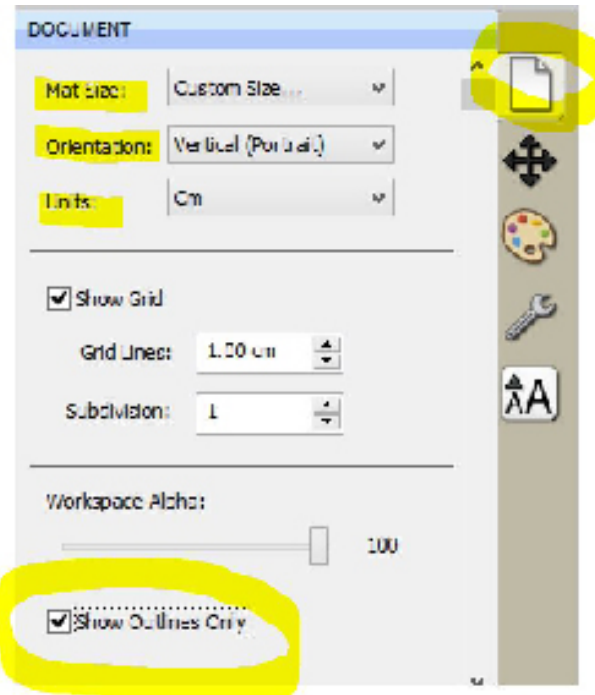 DOCUMENT
Mat Size: Custom Size...
Orientation: Vertical (Portrait)
Units: Cm
Show Grid
Grid Lines: 1.00 cm
Subdivision: 1
Workspace Alpha:
100
Show Outlines Only
AA